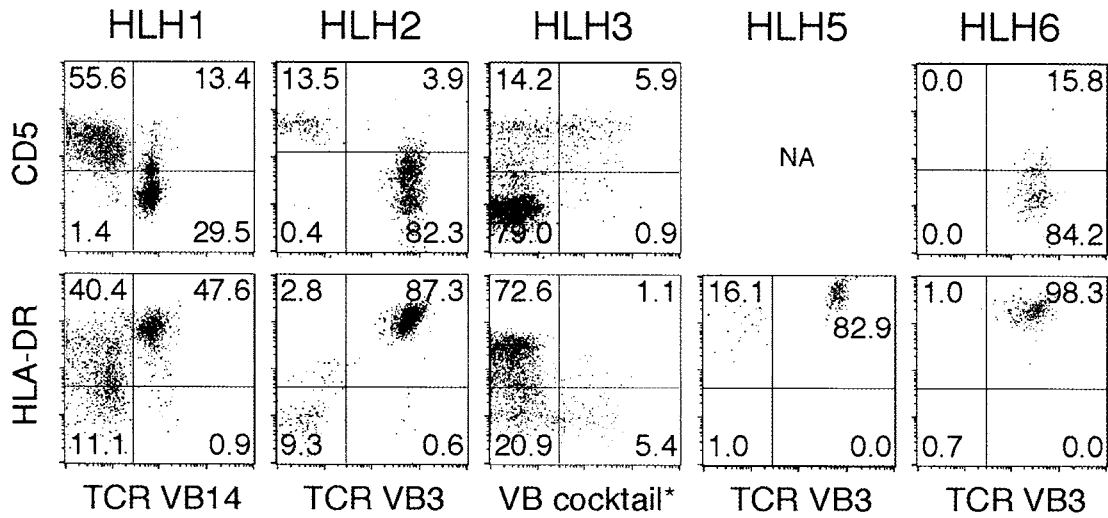 HLH1 HLH2 HLH3 HLH5 HLH6
CD5
55.6 13.4 13.5 3.9 14.2 5.9 NA 0.0 15.8
1.4 29.5 0.4 82.3 79.0 0.9 0.0 84.2
HLA-DR
40.4 47.6 2.8 87.3 72.6 1.1 16.1 82.9 1.0 98.3
11.1 0.9 9.3 0.6 20.9 5.4 1.0 0.0 0.7 0.0
TCR VB14 TCR VB3 VB cocktail* TCR VB3 TCR VB3